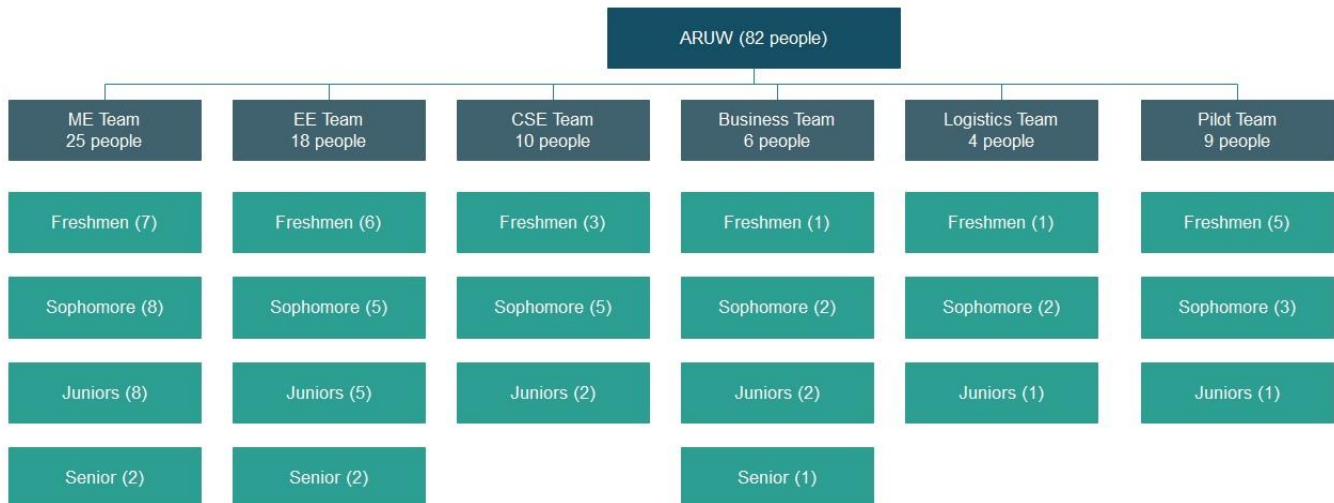 ARUW (82 people)
ME Team
25 people
EE Team
18 people
CSE Team
10 people
Business Team
6 people
Logistics Team
4 people
Pilot Team
9 people
Freshmen (7)
Freshmen (6)
Freshmen (3)
Freshmen (1)
Freshmen (1)
Freshmen (5)
Sophomore (8)
Sophomore (5)
Sophomore (5)
Sophomore (2)
Sophomore (2)
Sophomore (3)
Juniors (8)
Juniors (5)
Juniors (2)
Juniors (2)
Juniors (1)
Juniors (1)
Senior (2)
Senior (2)
Senior (1)